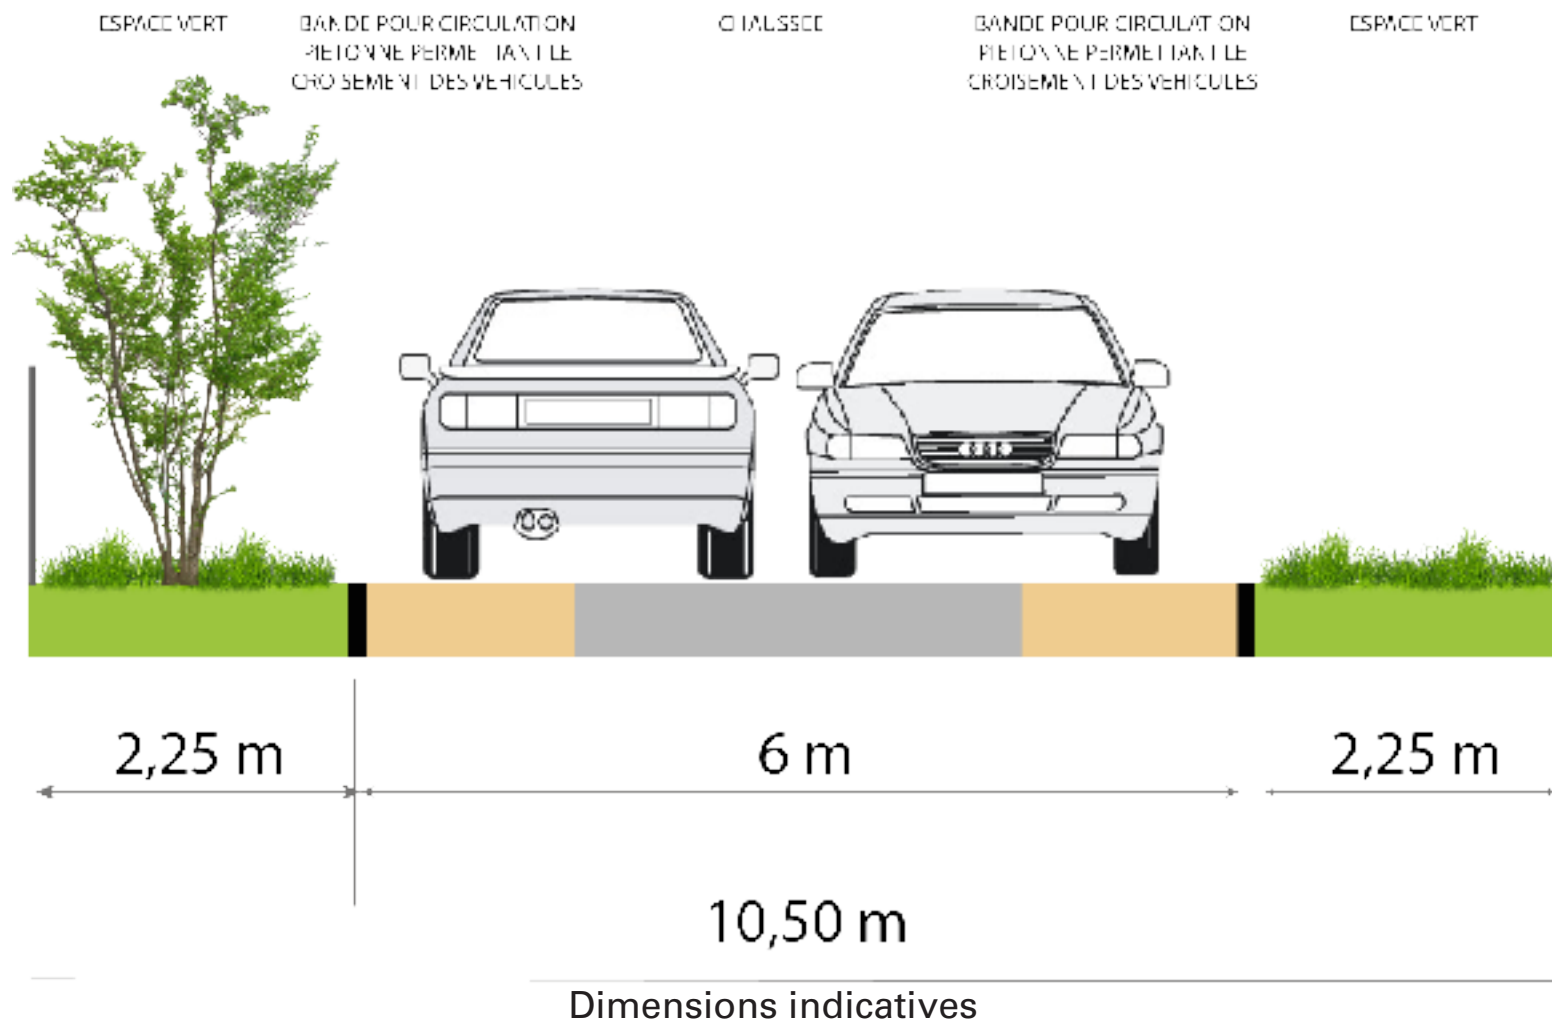 ESPACE VERT
BANDE POUR CIRCULATION
PIETONNE PERMETTANT LE
CROISEMENT DES VEHICULES
CHAUSSEE
BANDE POUR CIRCULATION
PIETONNE PERMETTANT LE
CROISEMENT DES VEHICULES
ESPACE VERT
2,25 m
6 m
2,25 m
10,50 m
Dimensions indicatives